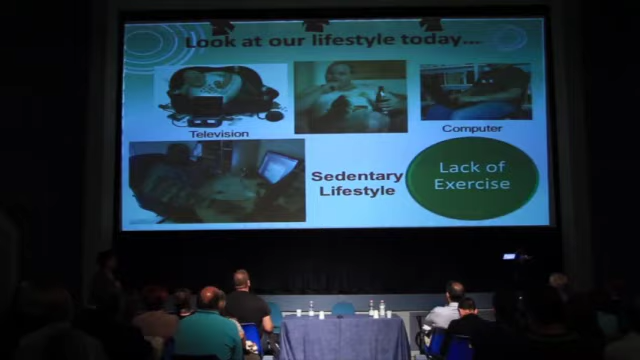 Look at our lifestyle today...
Television
Computer
Sedentary
Lifestyle
Lack of
Exercise